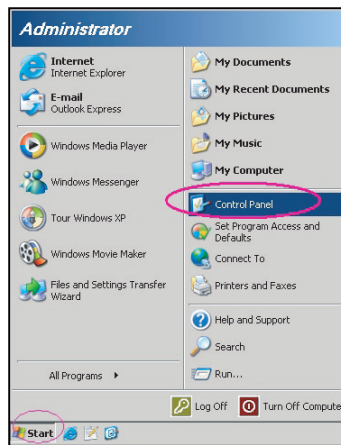 Administrator
Internet
Internet Explorer
E-mail
Outlook Express
Windows Media Player
Windows Messenger
Tour Windows XP
Windows Movie Maker
Files and Settings Transfer
Wizard
All Programs
My Documents
My Recent Documents
My Pictures
My Music
My Computer
Control Panel
Set Program Access and
Defaults
Connect To
Printers and Faxes
Help and Support
Search
Run...
Log Off
Turn Off Compute
Start